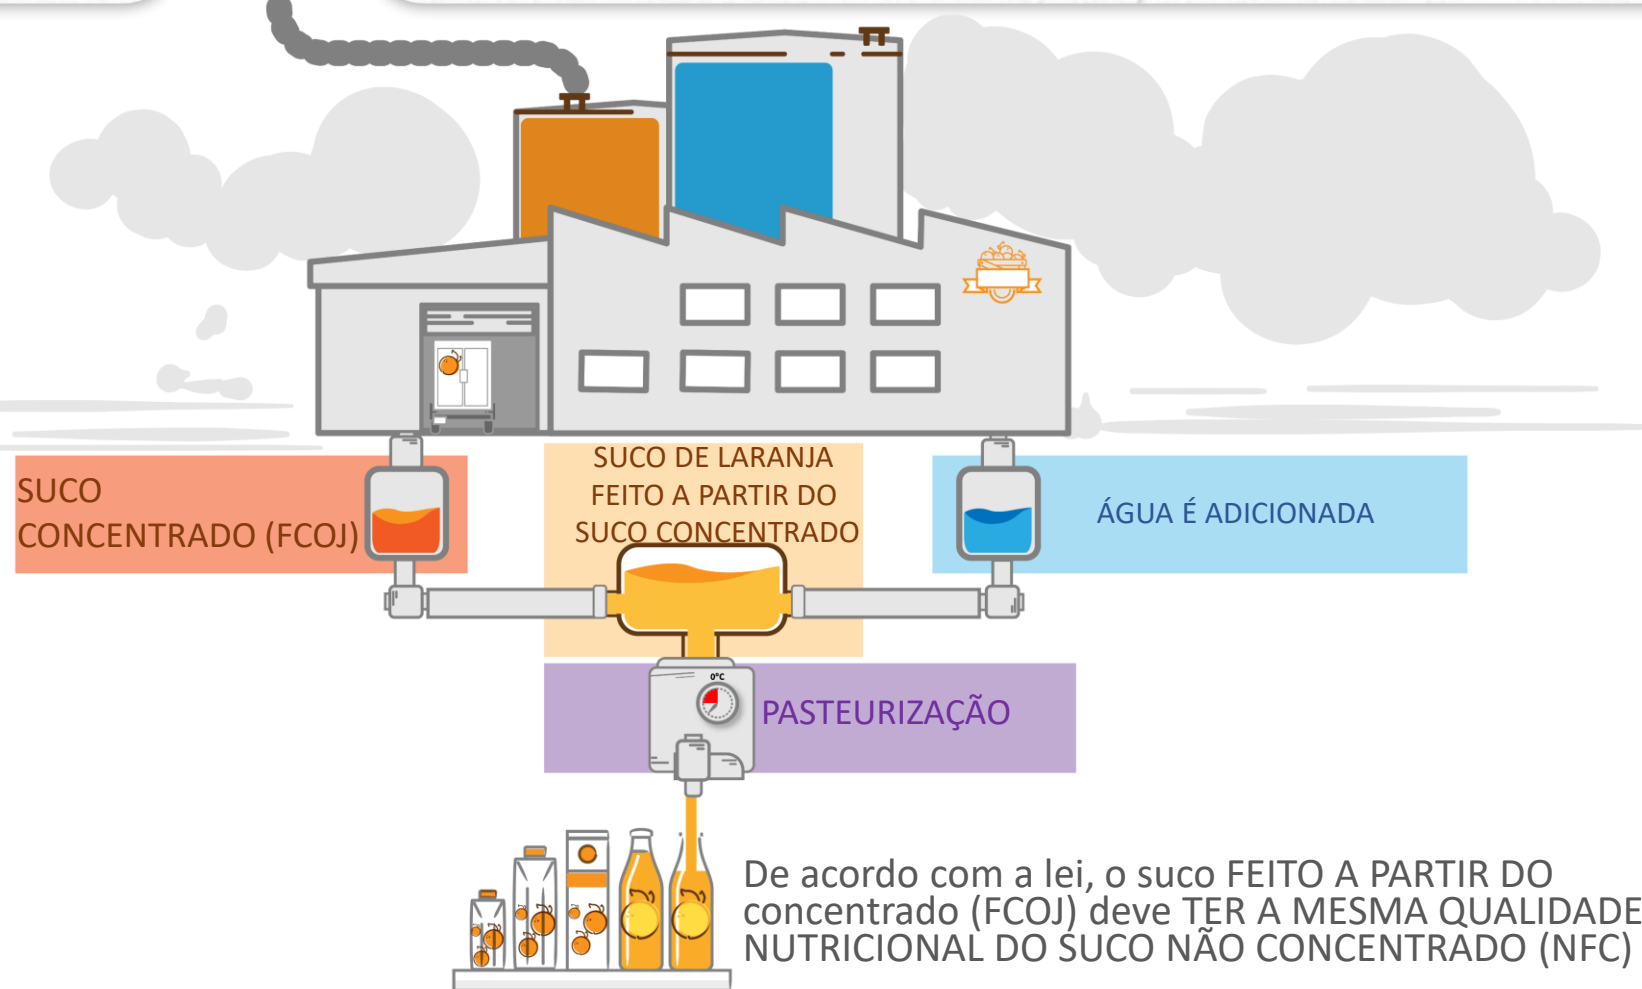 SUCO
CONCENTRADO (FCOJ)
SUCO DE LARANJA
FEITO A PARTIR DO
SUCO CONCENTRADO
ÁGUA É ADICIONADA
0°C
PASTEURIZAÇÃO
De acordo com a lei, o suco FEITO A PARTIR DO
concentrado (FCOJ) deve TER A MESMA QUALIDADE
NUTRICIONAL DO SUCO NÃO CONCENTRADO (NFC)